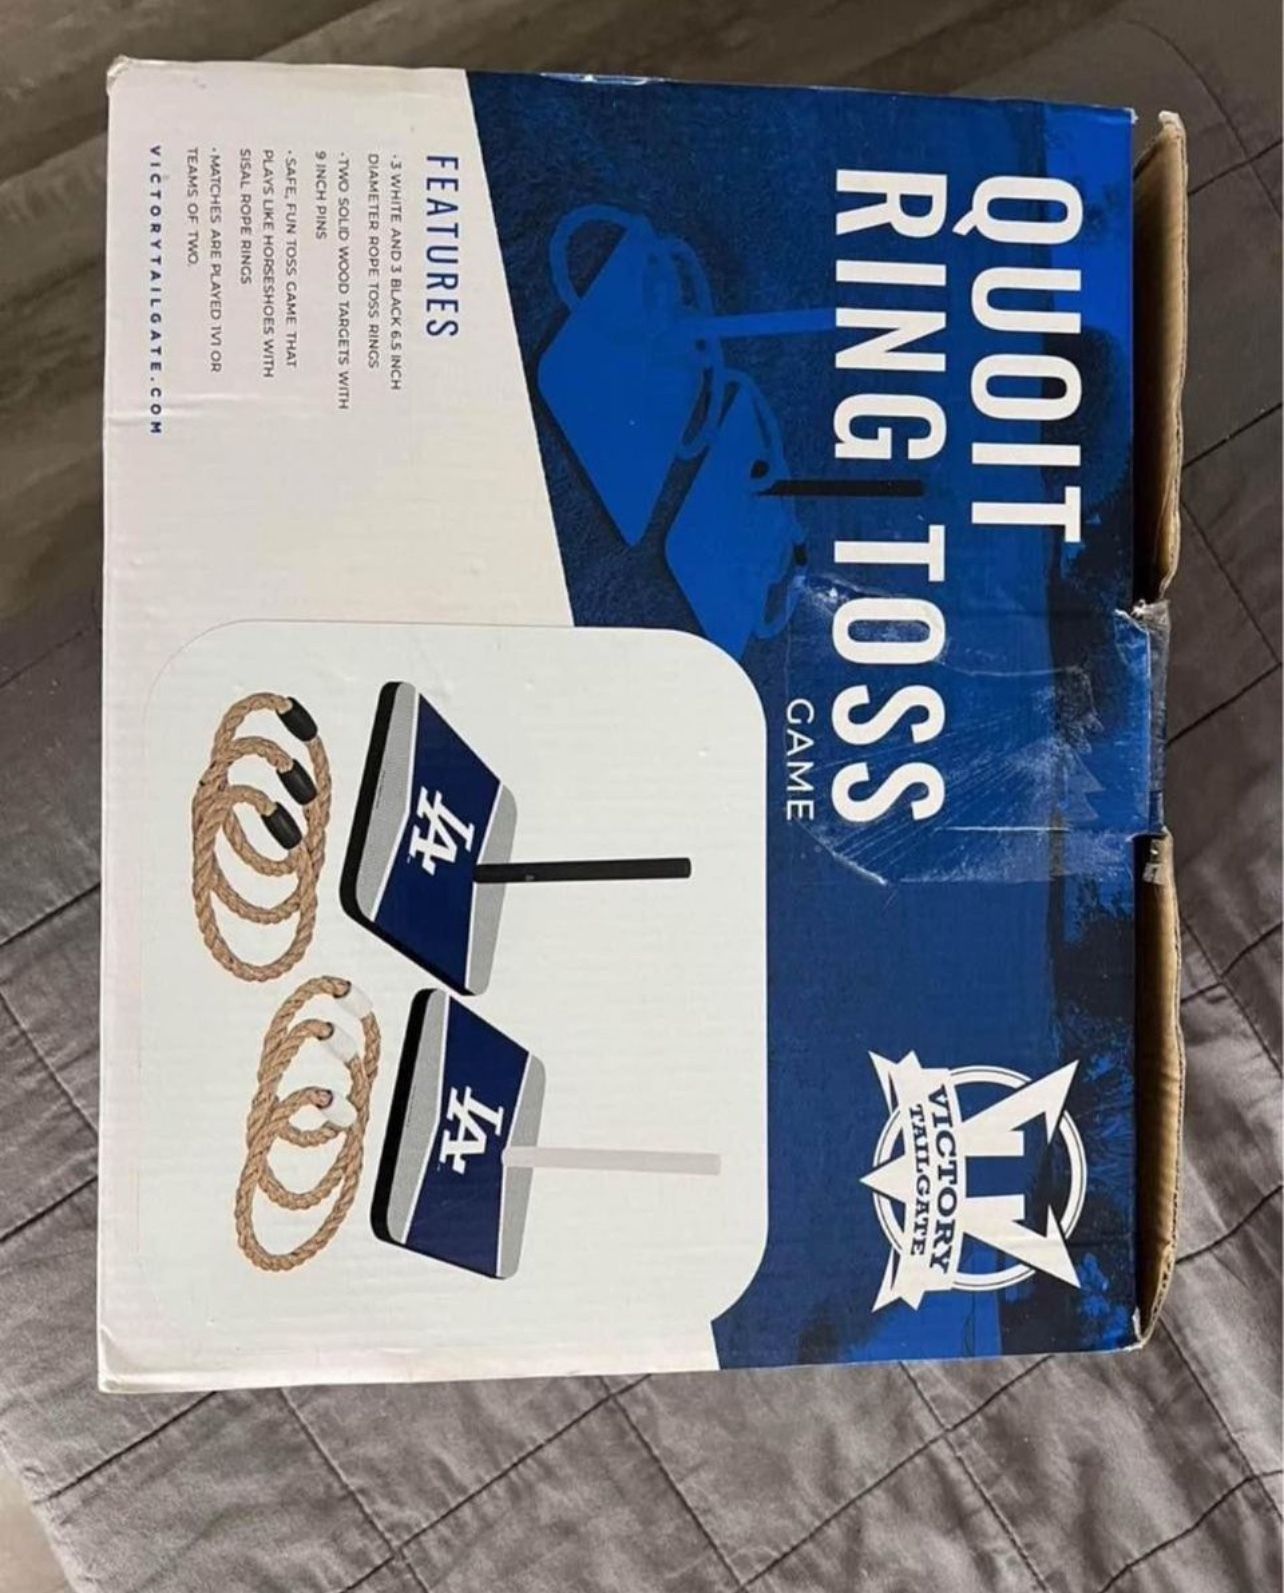 QUOIT
RING TOSS
GAME
VICTORY
TAILGATE
FEATURES
• 3 WHITE AND 3 BLACK 6.5 INCH
DIAMETER ROPE TOSS RINGS
• TWO SOLID WOOD TARGETS WITH
9 INCH PINS
• SAFE, FUN TOSS GAME THAT
PLAYS LIKE HORSESHOES WITH
SISAL ROPE RINGS
• MATCHES ARE PLAYED 1V1 OR
TEAMS OF TWO.
VICTORYTAILGATE.COM
LA
LA